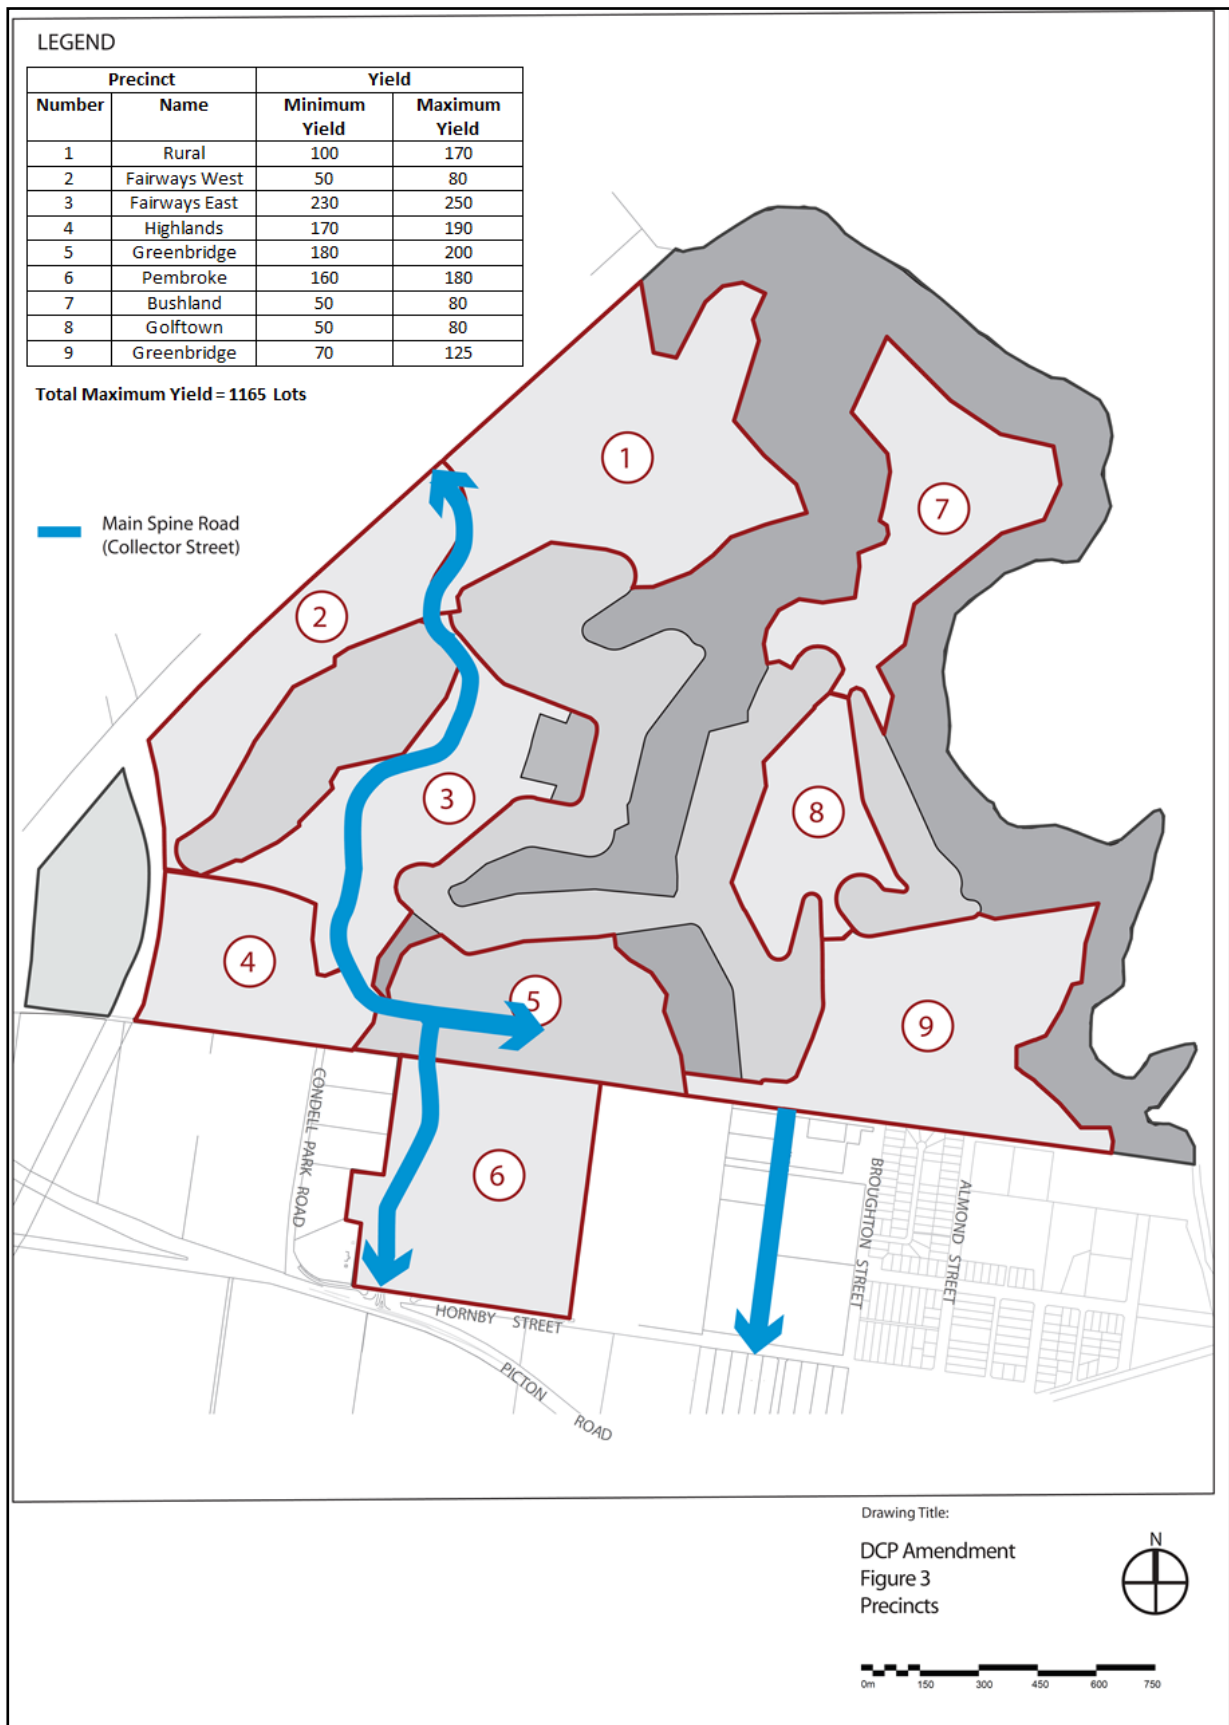 LEGEND
Precinct Yield
Number Name Minimum Yield Maximum Yield
1 Rural 100 170
2 Fairways West 50 80
3 Fairways East 230 250
4 Highlands 170 190
5 Greenbridge 180 200
6 Pembroke 160 180
7 Bushland 50 80
8 Golftown 50 80
9 Greenbridge 70 125
Total Maximum Yield = 1165 Lots
Main Spine Road
(Collector Street)
1
7
2
3
8
4
5
9
6
CONDELL PARK ROAD
BROUGHTON STREET
ALMOND STREET
HORNBY STREET
PICTON ROAD
Drawing Title:
DCP Amendment
Figure 3
Precincts
N
0m 150 300 450 600 750